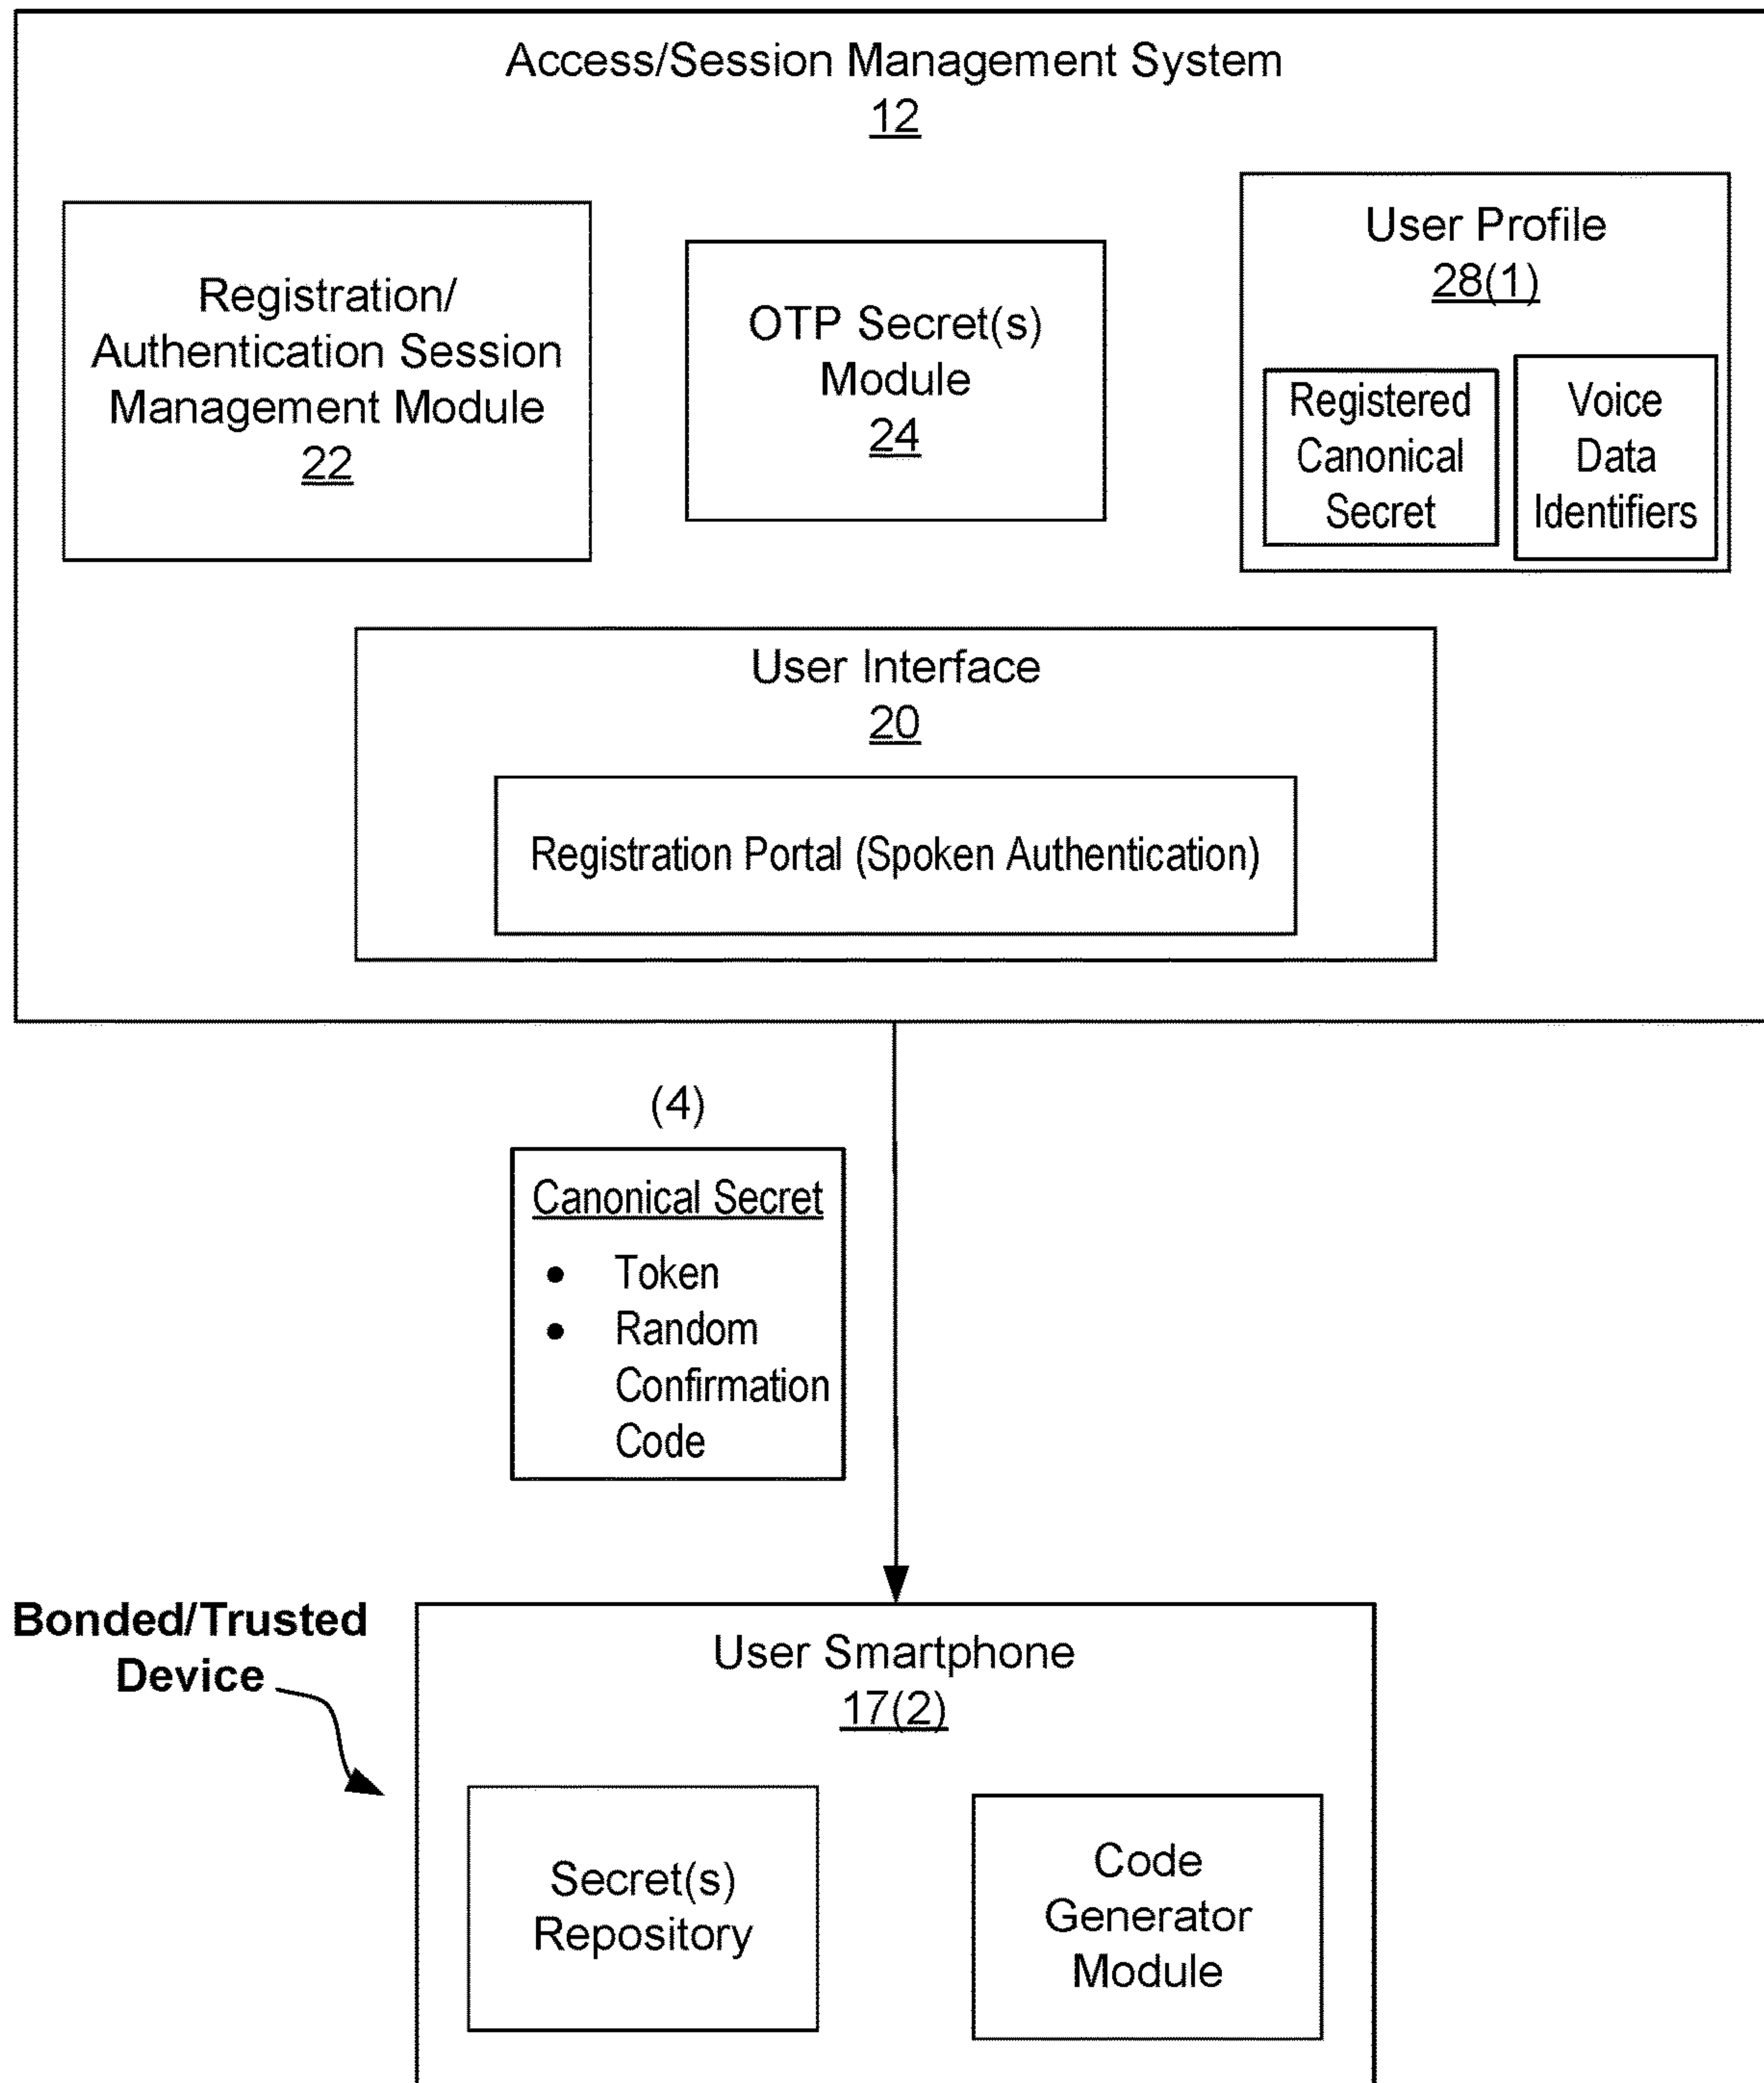 Access/Session Management System
12
Registration/
Authentication Session
Management Module
22
OTP Secret(s)
Module
24
User Profile
28(1)
Registered
Canonical
Secret
Voice
Data
Identifiers
User Interface
20
Registration Portal (Spoken Authentication)
(4)
Canonical Secret
• Token
• Random
Confirmation
Code
Bonded/Trusted
Device
User Smartphone
17(2)
Secret(s)
Repository
Code
Generator
Module